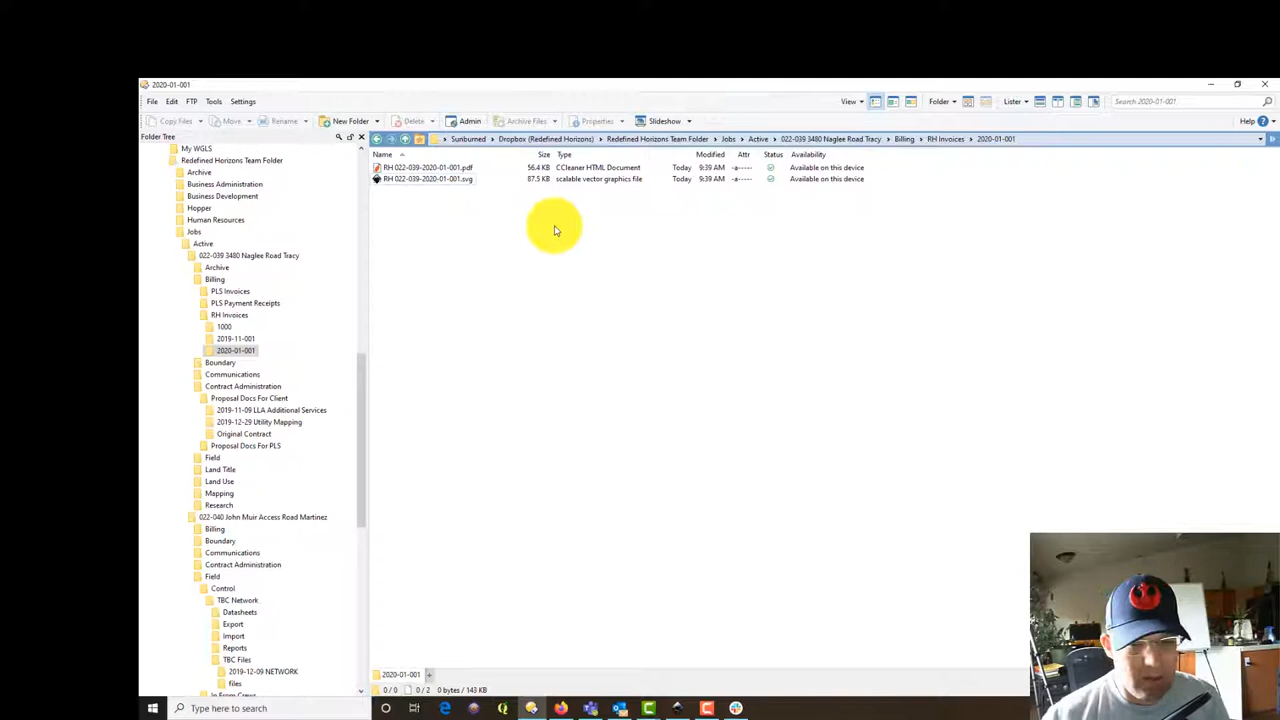 2020-01-001
File Edit FTP Tools Settings
View Folder Lister Search 2020-01-001
Copy Files Move Rename New Folder Delete Admin Archive Files Properties Slideshow Help
Folder Tree
Sunburned Dropbox (Redefined Horizons) Redefined Horizons Team Folder Jobs Active 022-039 3480 Naglee Road Tracy Billing RH Invoices 2020-01-001
Name Size Type Modified Attr Status Availability
RH 022-039-2020-01-001.pdf 56.4 KB CCleaner HTML Document Today 9:39 AM -a----- Available on this device
RH 022-039-2020-01-001.svg 87.5 KB scalable vector graphics file Today 9:39 AM -a----- Available on this device
My WGLS
Redefined Horizons Team Folder
Archive
Business Administration
Business Development
Hopper
Human Resources
Jobs
Active
022-039 3480 Naglee Road Tracy
Archive
Billing
PLS Invoices
PLS Payment Receipts
RH Invoices
1000
2019-11-001
2020-01-001
Boundary
Communications
Contract Administration
Proposal Docs For Client
2019-11-09 LLA Additional Services
2019-12-29 Utility Mapping
Original Contract
Proposal Docs For PLS
Field
Land Title
Land Use
Mapping
Research
022-040 John Muir Access Road Martinez
Billing
Boundary
Communications
Contract Administration
Field
Control
TBC Network
Datasheets
Export
Import
Reports
TBC Files
2019-12-09 NETWORK
files
In From Crews
2020-01-001
0/0 0/2 0 bytes / 143 KB
Type here to search